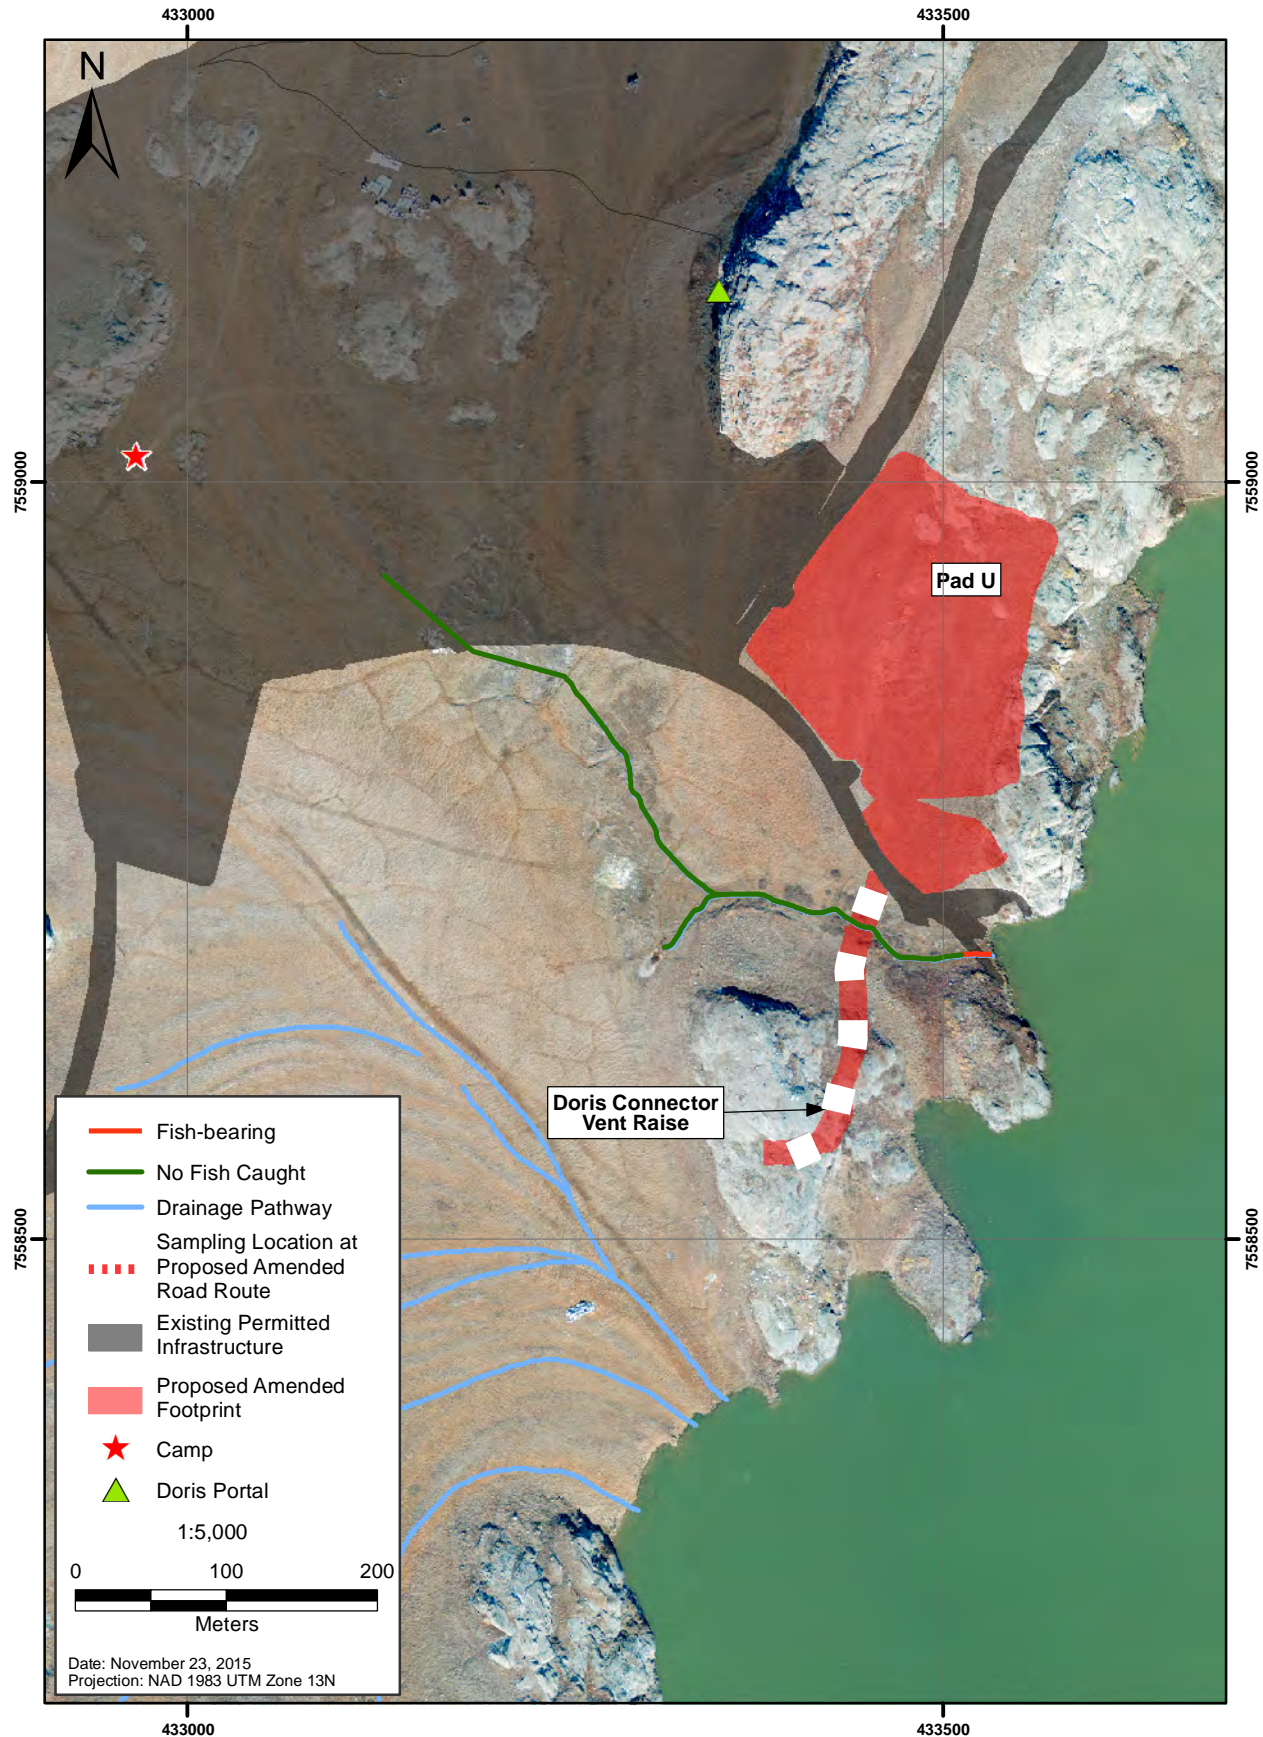 433000
433500
N
7559000
7559000
Pad U
Doris Connector
Vent Raise
Fish-bearing
No Fish Caught
Drainage Pathway
Sampling Location at
Proposed Amended
Road Route
Existing Permitted
Infrastructure
Proposed Amended
Footprint
Camp
Doris Portal
1:5,000
0 100 200
Meters
Date: November 23, 2015
Projection: NAD 1983 UTM Zone 13N
7558500
7558500
433000
433500